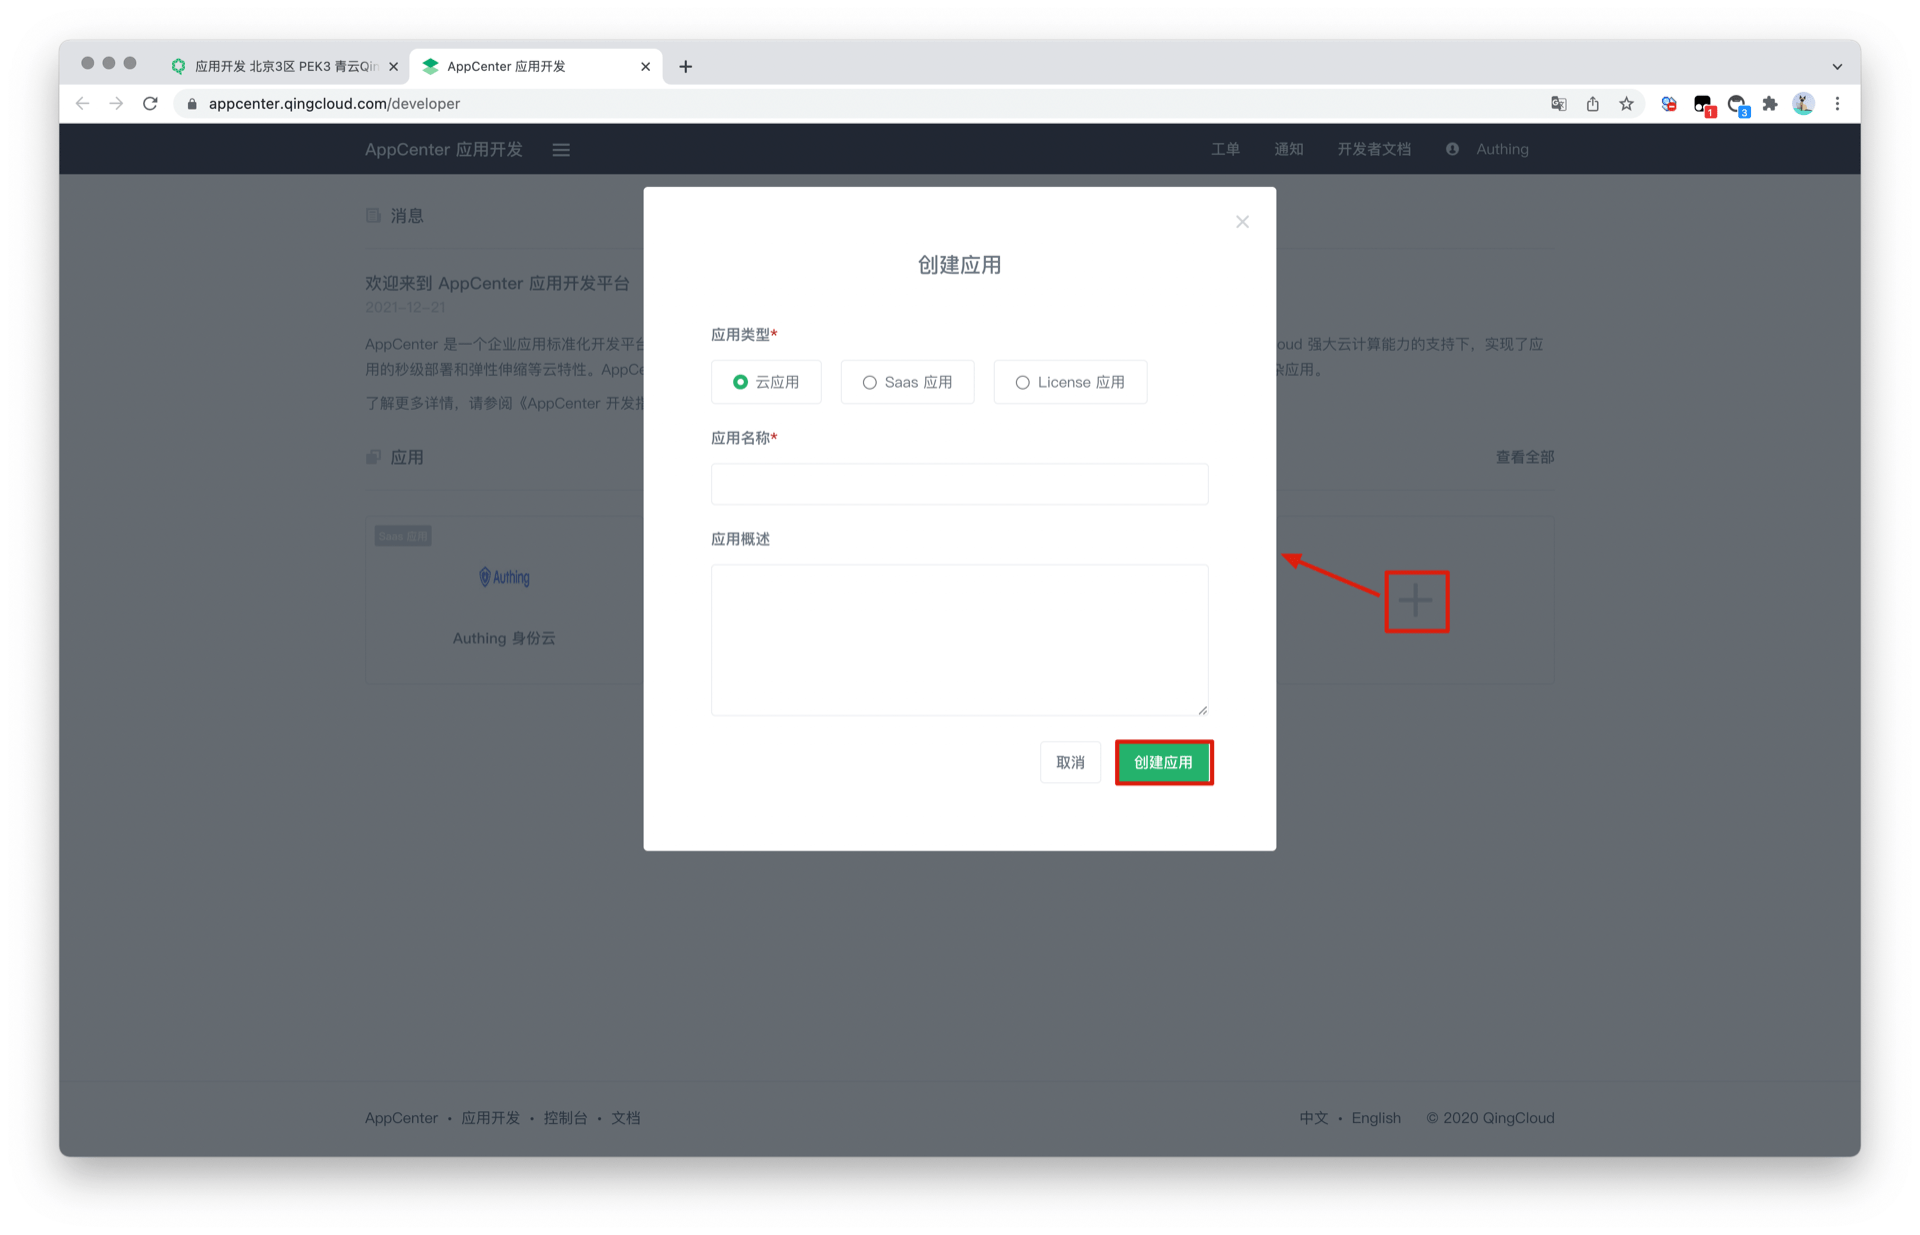 应用开发 北京3区 PEK3 青云Qin
AppCenter 应用开发
appcenter.qingcloud.com/developer
1
3
AppCenter 应用开发
工单
通知
开发者文档
Authing
消息
欢迎来到 AppCenter 应用开发平台
2021-12-21
AppCenter 是一个企业应用标准化开发平台
oud 强大云计算能力的支持下，实现了应
用的秒级部署和弹性伸缩等云特性。AppCe
应用。
了解更多详情，请参阅《AppCenter 开发指
应用
查看全部
Saas 应用
Authing
Authing 身份云
创建应用
应用类型*
云应用
Saas 应用
License 应用
应用名称*
应用概述
取消
创建应用
AppCenter · 应用开发 · 控制台 · 文档
中文 · English © 2020 QingCloud